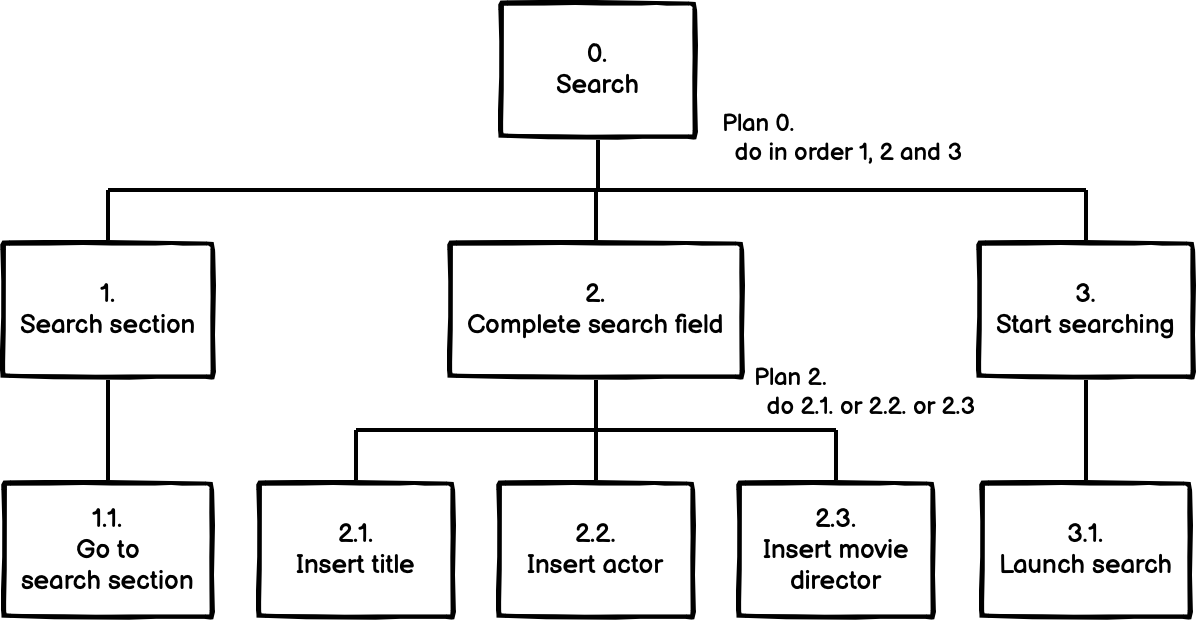 0.
Search
Plan 0.
do in order 1, 2 and 3
1.
Search section
2.
Complete search field
3.
Start searching
Plan 2.
do 2.1. or 2.2. or 2.3
1.1.
Go to
search section
2.1.
Insert title
2.2.
Insert actor
2.3.
Insert movie
director
3.1.
Launch search